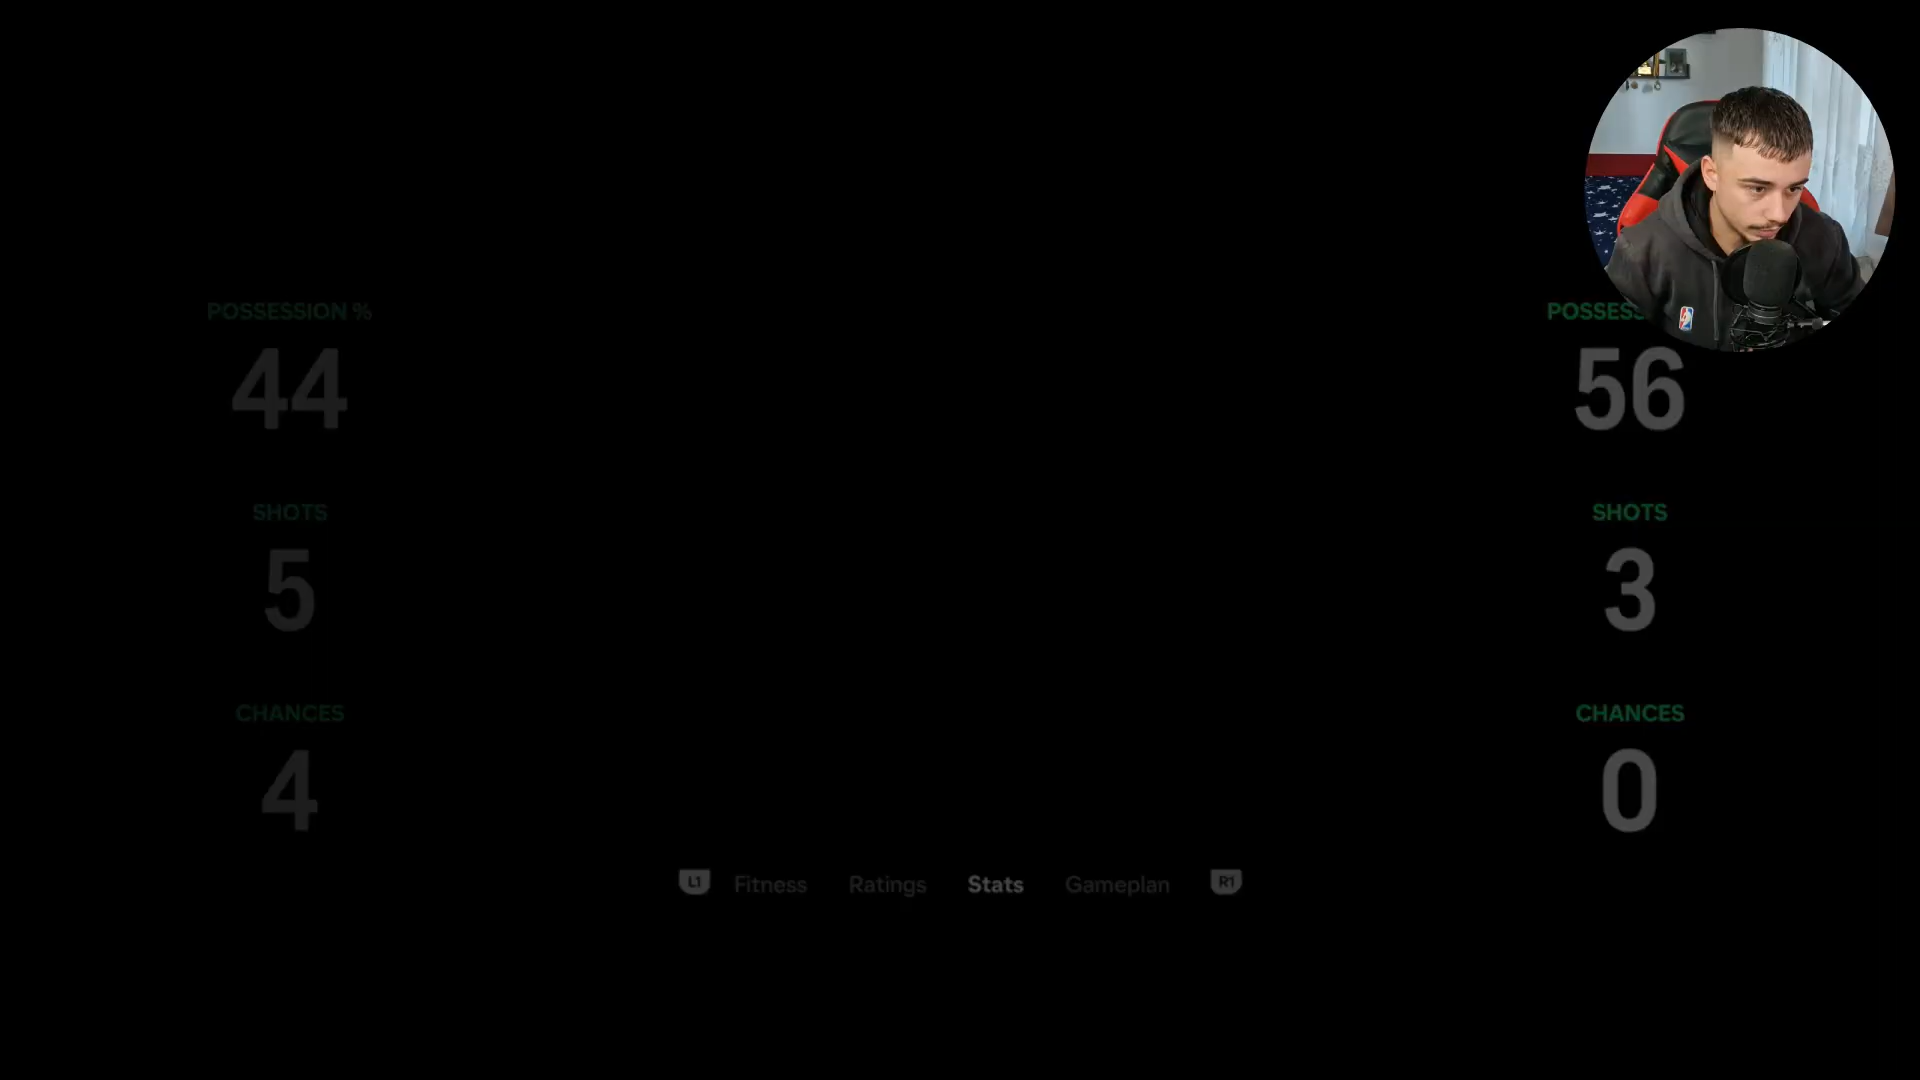 POSSESSION %
44
SHOTS
5
CHANCES
4
POSSESS
56
SHOTS
3
CHANCES
0
L1 Fitness Ratings Stats Gameplan R1